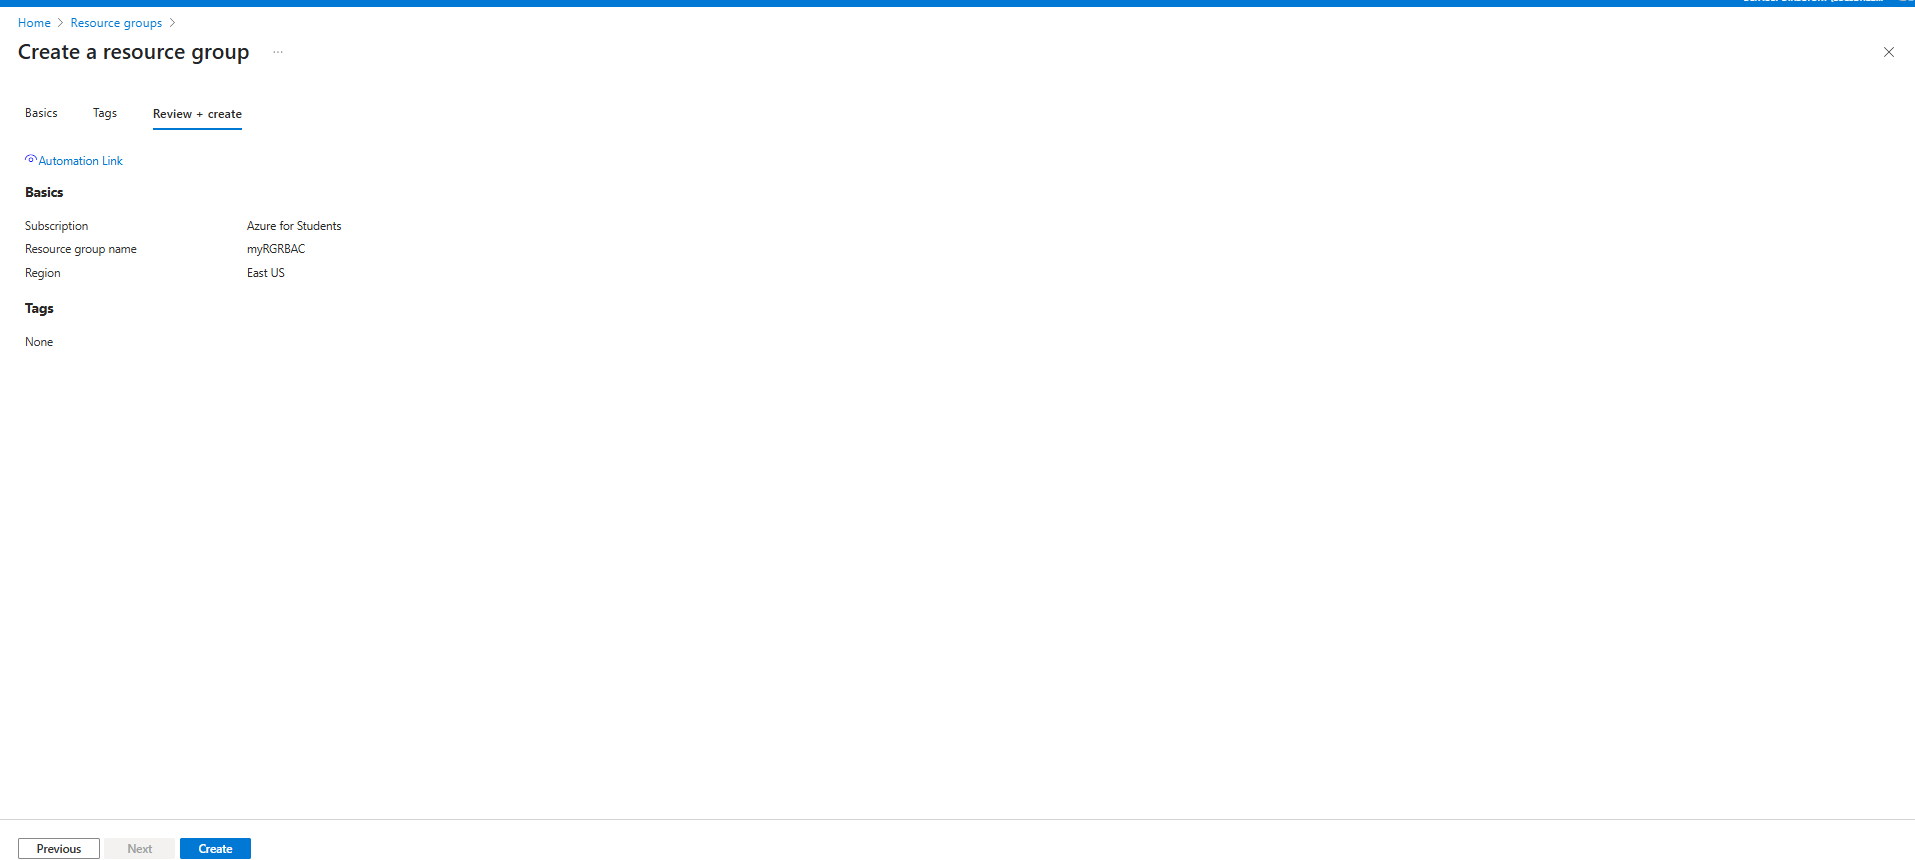 Home > Resource groups >
Create a resource group ...
Basics Tags Review + create
Automation Link
Basics
Subscription Azure for Students
Resource group name myRGRBAC
Region East US
Tags
None
Previous Next Create